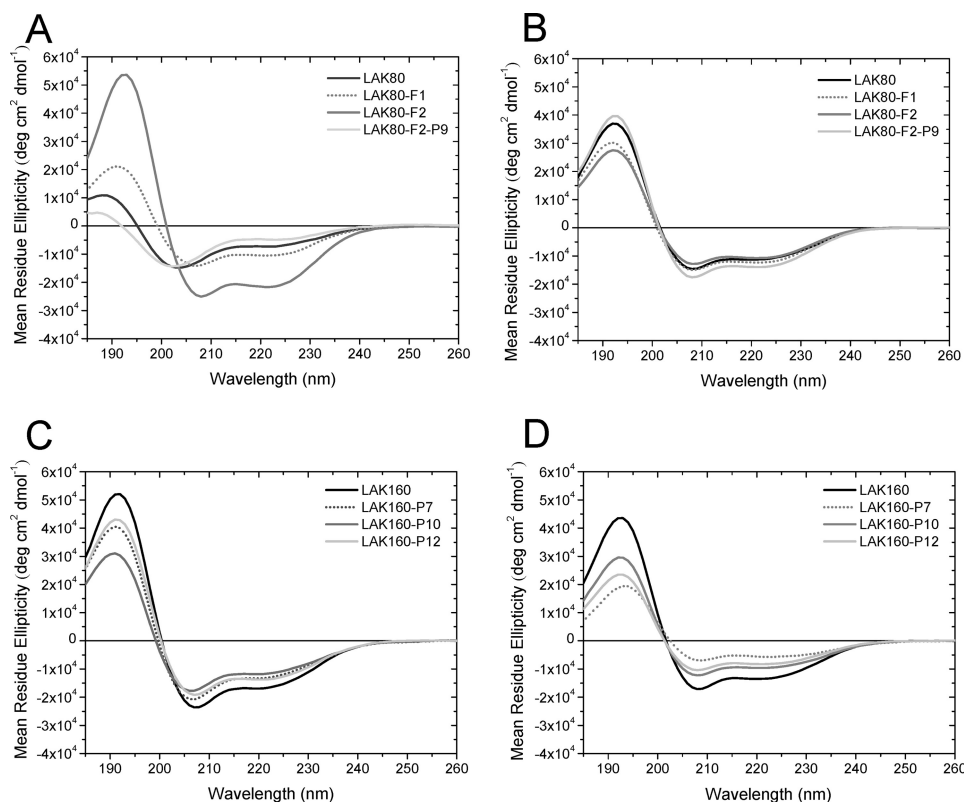 A
Mean Residue Ellipticity (deg cm² dmol⁻¹)
6x10⁴
5x10⁴
4x10⁴
3x10⁴
2x10⁴
1x10⁴
0
-1x10⁴
-2x10⁴
-3x10⁴
-4x10⁴
LAK80
LAK80-F1
LAK80-F2
LAK80-F2-P9
190 200 210 220 230 240 250 260
Wavelength (nm)
B
Mean Residue Ellipticity (deg cm² dmol⁻¹)
6x10⁴
5x10⁴
4x10⁴
3x10⁴
2x10⁴
1x10⁴
0
-1x10⁴
-2x10⁴
-3x10⁴
-4x10⁴
LAK80
LAK80-F1
LAK80-F2
LAK80-F2-P9
190 200 210 220 230 240 250 260
Wavelength (nm)
C
Mean Residue Ellipticity (deg cm² dmol⁻¹)
6x10⁴
5x10⁴
4x10⁴
3x10⁴
2x10⁴
1x10⁴
0
-1x10⁴
-2x10⁴
-3x10⁴
-4x10⁴
LAK160
LAK160-P7
LAK160-P10
LAK160-P12
190 200 210 220 230 240 250 260
Wavelength (nm)
D
Mean Residue Ellipticity (deg cm² dmol⁻¹)
6x10⁴
5x10⁴
4x10⁴
3x10⁴
2x10⁴
1x10⁴
0
-1x10⁴
-2x10⁴
-3x10⁴
-4x10⁴
LAK160
LAK160-P7
LAK160-P10
LAK160-P12
190 200 210 220 230 240 250 260
Wavelength (nm)